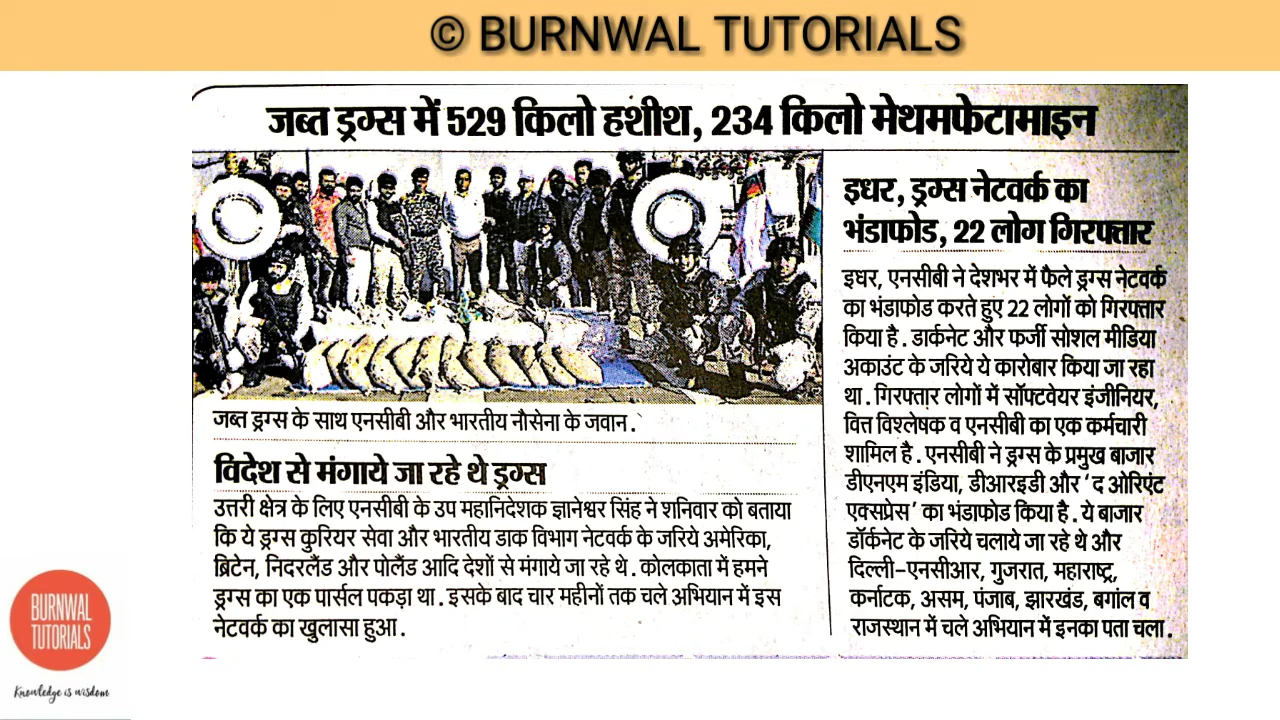 © BURNWAL TUTORIALS
जब्त ड्रग्स में 529 किलो हशीश, 234 किलो मेथमफेटामाइन
जब्त ड्रग्स के साथ एनसीबी और भारतीय नौसेना के जवान.
विदेश से मंगाये जा रहे थे ड्रग्स
उत्तरी क्षेत्र के लिए एनसीबी के उप महानिदेशक ज्ञानेश्वर सिंह ने शनिवार को बताया
कि ये ड्रग्स कुरियर सेवा और भारतीय डाक विभाग नेटवर्क के जरिये अमेरिका,
ब्रिटेन, निदरलैंड और पोलैंड आदि देशों से मंगाये जा रहे थे. कोलकाता में हमने
ड्रग्स का एक पार्सल पकड़ा था. इसके बाद चार महीनों तक चले अभियान में इस
नेटवर्क का खुलासा हुआ.
इधर, ड्रग्स नेटवर्क का
भंडाफोड, 22 लोग गिरफ्तार
इधर, एनसीबी ने देशभर में फैले ड्रग्स नेटवर्क
का भंडाफोड करते हुए 22 लोगों को गिरफ्तार
किया है. डार्कनेट और फर्जी सोशल मीडिया
अकाउंट के जरिये ये कारोबार किया जा रहा
था. गिरफ्तार लोगों में सॉफ्टवेयर इंजीनियर,
वित्त विश्लेषक व एनसीबी का एक कर्मचारी
शामिल है. एनसीबी ने ड्रग्स के प्रमुख बाजार
डीएनएम इंडिया, डीआरइडी और 'द ओरिएंट
एक्सप्रेस' का भंडाफोड किया है. ये बाजार
डॉर्कनेट के जरिये चलाये जा रहे थे और
दिल्ली-एनसीआर, गुजरात, महाराष्ट्र,
कर्नाटक, असम, पंजाब, झारखंड, बगांल व
राजस्थान में चले अभियान में इनका पता चला.
BURNWAL
TUTORIALS
Knowledge is wisdom